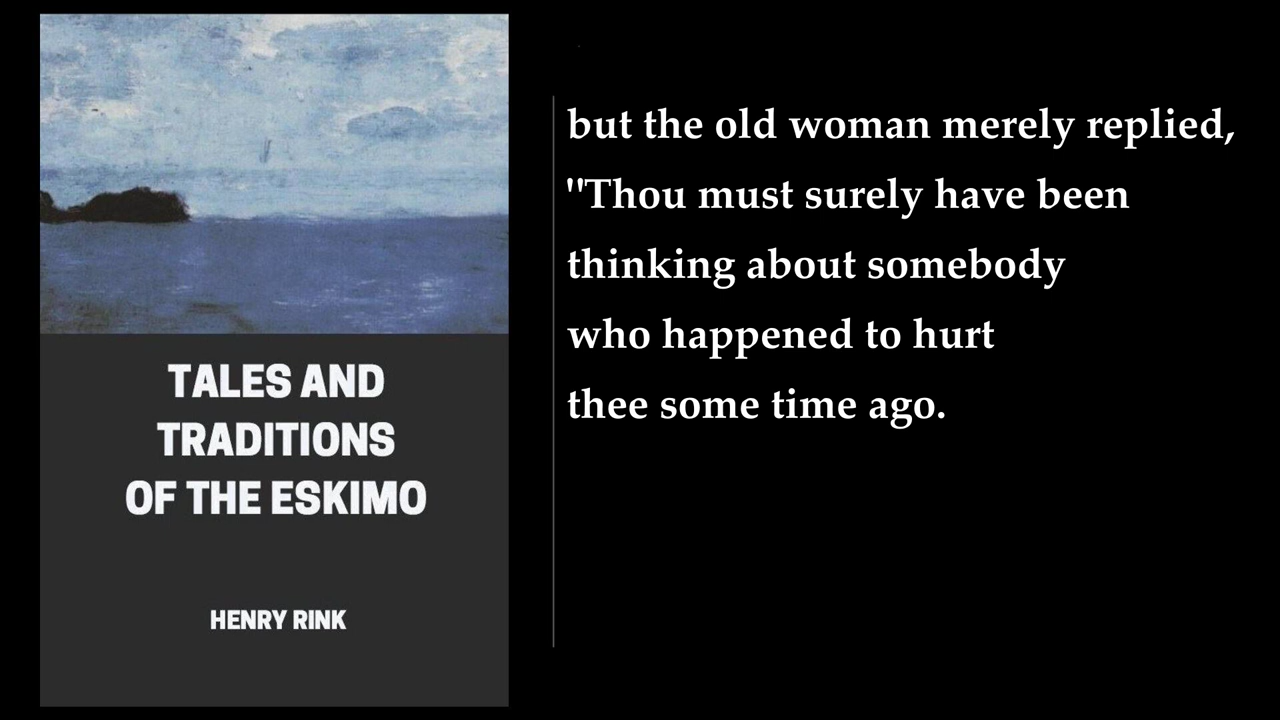 TALES AND
TRADITIONS
OF THE ESKIMO
HENRY RINK
but the old woman merely replied,
"Thou must surely have been
thinking about somebody
who happened to hurt
thee some time ago.